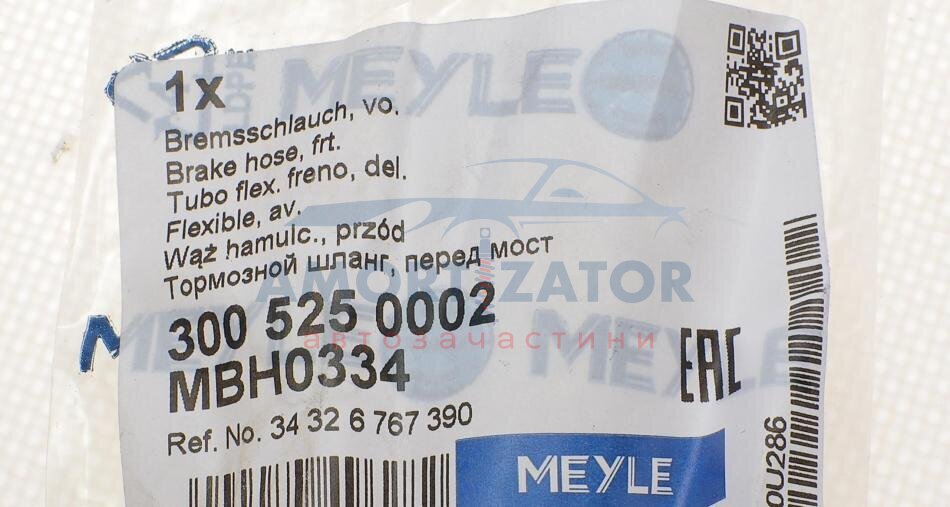 1x
MEYLE
Bremsschlauch, vo.
Brake hose, frt.
Tubo flex. freno, del.
Flexible, av.
Wąż hamulc., przód
Тормозной шланг, перед мост
AMORTIZATOR
автозапчастини
300 525 0002
MBH0334
MEYLE
EAC
Ref. No. 34 32 6 767 390
MEYLE
0U286